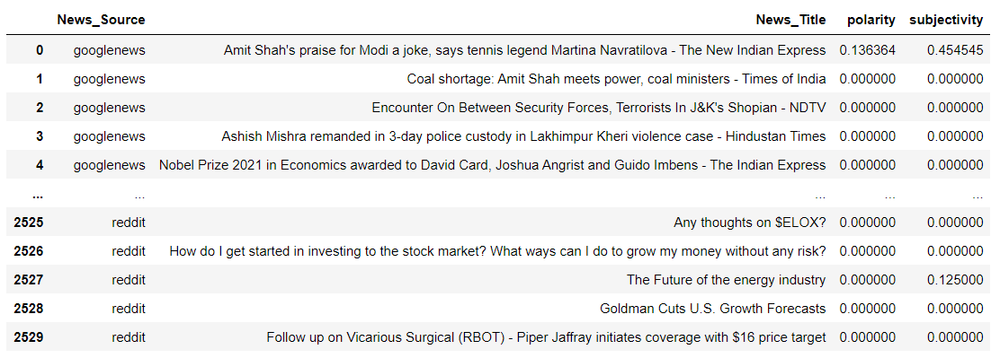 News_Source News_Title polarity subjectivity
0 googlenews Amit Shah's praise for Modi a joke, says tennis legend Martina Navratilova - The New Indian Express 0.136364 0.454545
1 googlenews Coal shortage: Amit Shah meets power, coal ministers - Times of India 0.000000 0.000000
2 googlenews Encounter On Between Security Forces, Terrorists In J&K's Shopian - NDTV 0.000000 0.000000
3 googlenews Ashish Mishra remanded in 3-day police custody in Lakhimpur Kheri violence case - Hindustan Times 0.000000 0.000000
4 googlenews Nobel Prize 2021 in Economics awarded to David Card, Joshua Angrist and Guido Imbens - The Indian Express 0.000000 0.000000
... ... ... ... ...
2525 reddit Any thoughts on $ELOX? 0.000000 0.000000
2526 reddit How do I get started in investing to the stock market? What ways can I do to grow my money without any risk? 0.000000 0.000000
2527 reddit The Future of the energy industry 0.000000 0.125000
2528 reddit Goldman Cuts U.S. Growth Forecasts 0.000000 0.000000
2529 reddit Follow up on Vicarious Surgical (RBOT) - Piper Jaffray initiates coverage with $16 price target 0.000000 0.000000